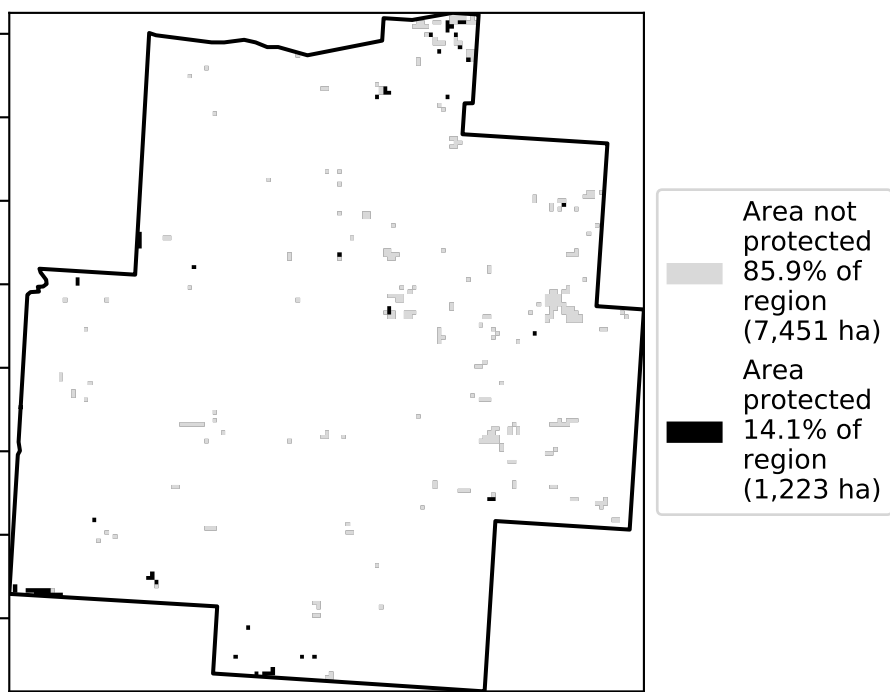 Area not
protected
85.9% of
region
(7,451 ha)
Area
protected
14.1% of
region
(1,223 ha)